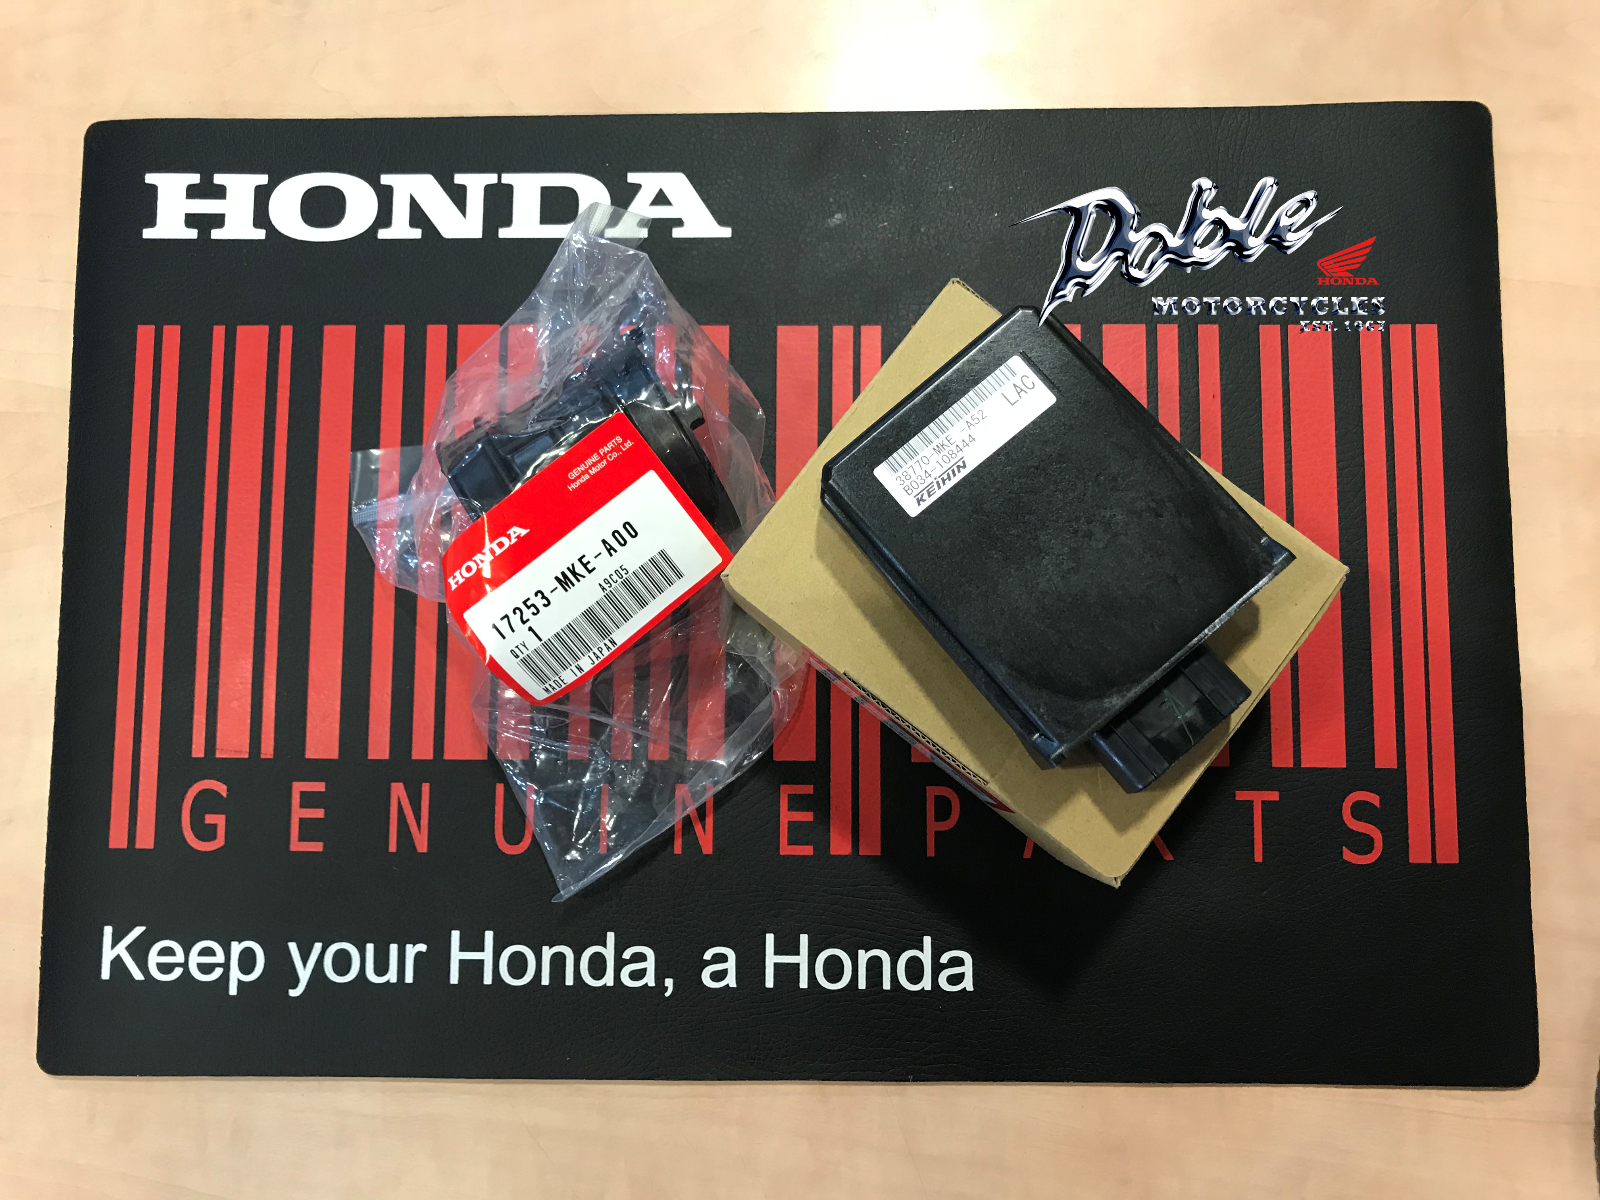 HONDA
Doble
HONDA
MOTORCYCLES
EST. 1967
GENUINE PARTS
Honda Motor Co., Ltd.
HONDA
17253-MKE-A00
A9C05
QTY 1
MADE IN JAPAN
LAC
38770-MKE -A52
B034-108444
KEIHIN
GENUINE PARTS
Keep your Honda, a Honda